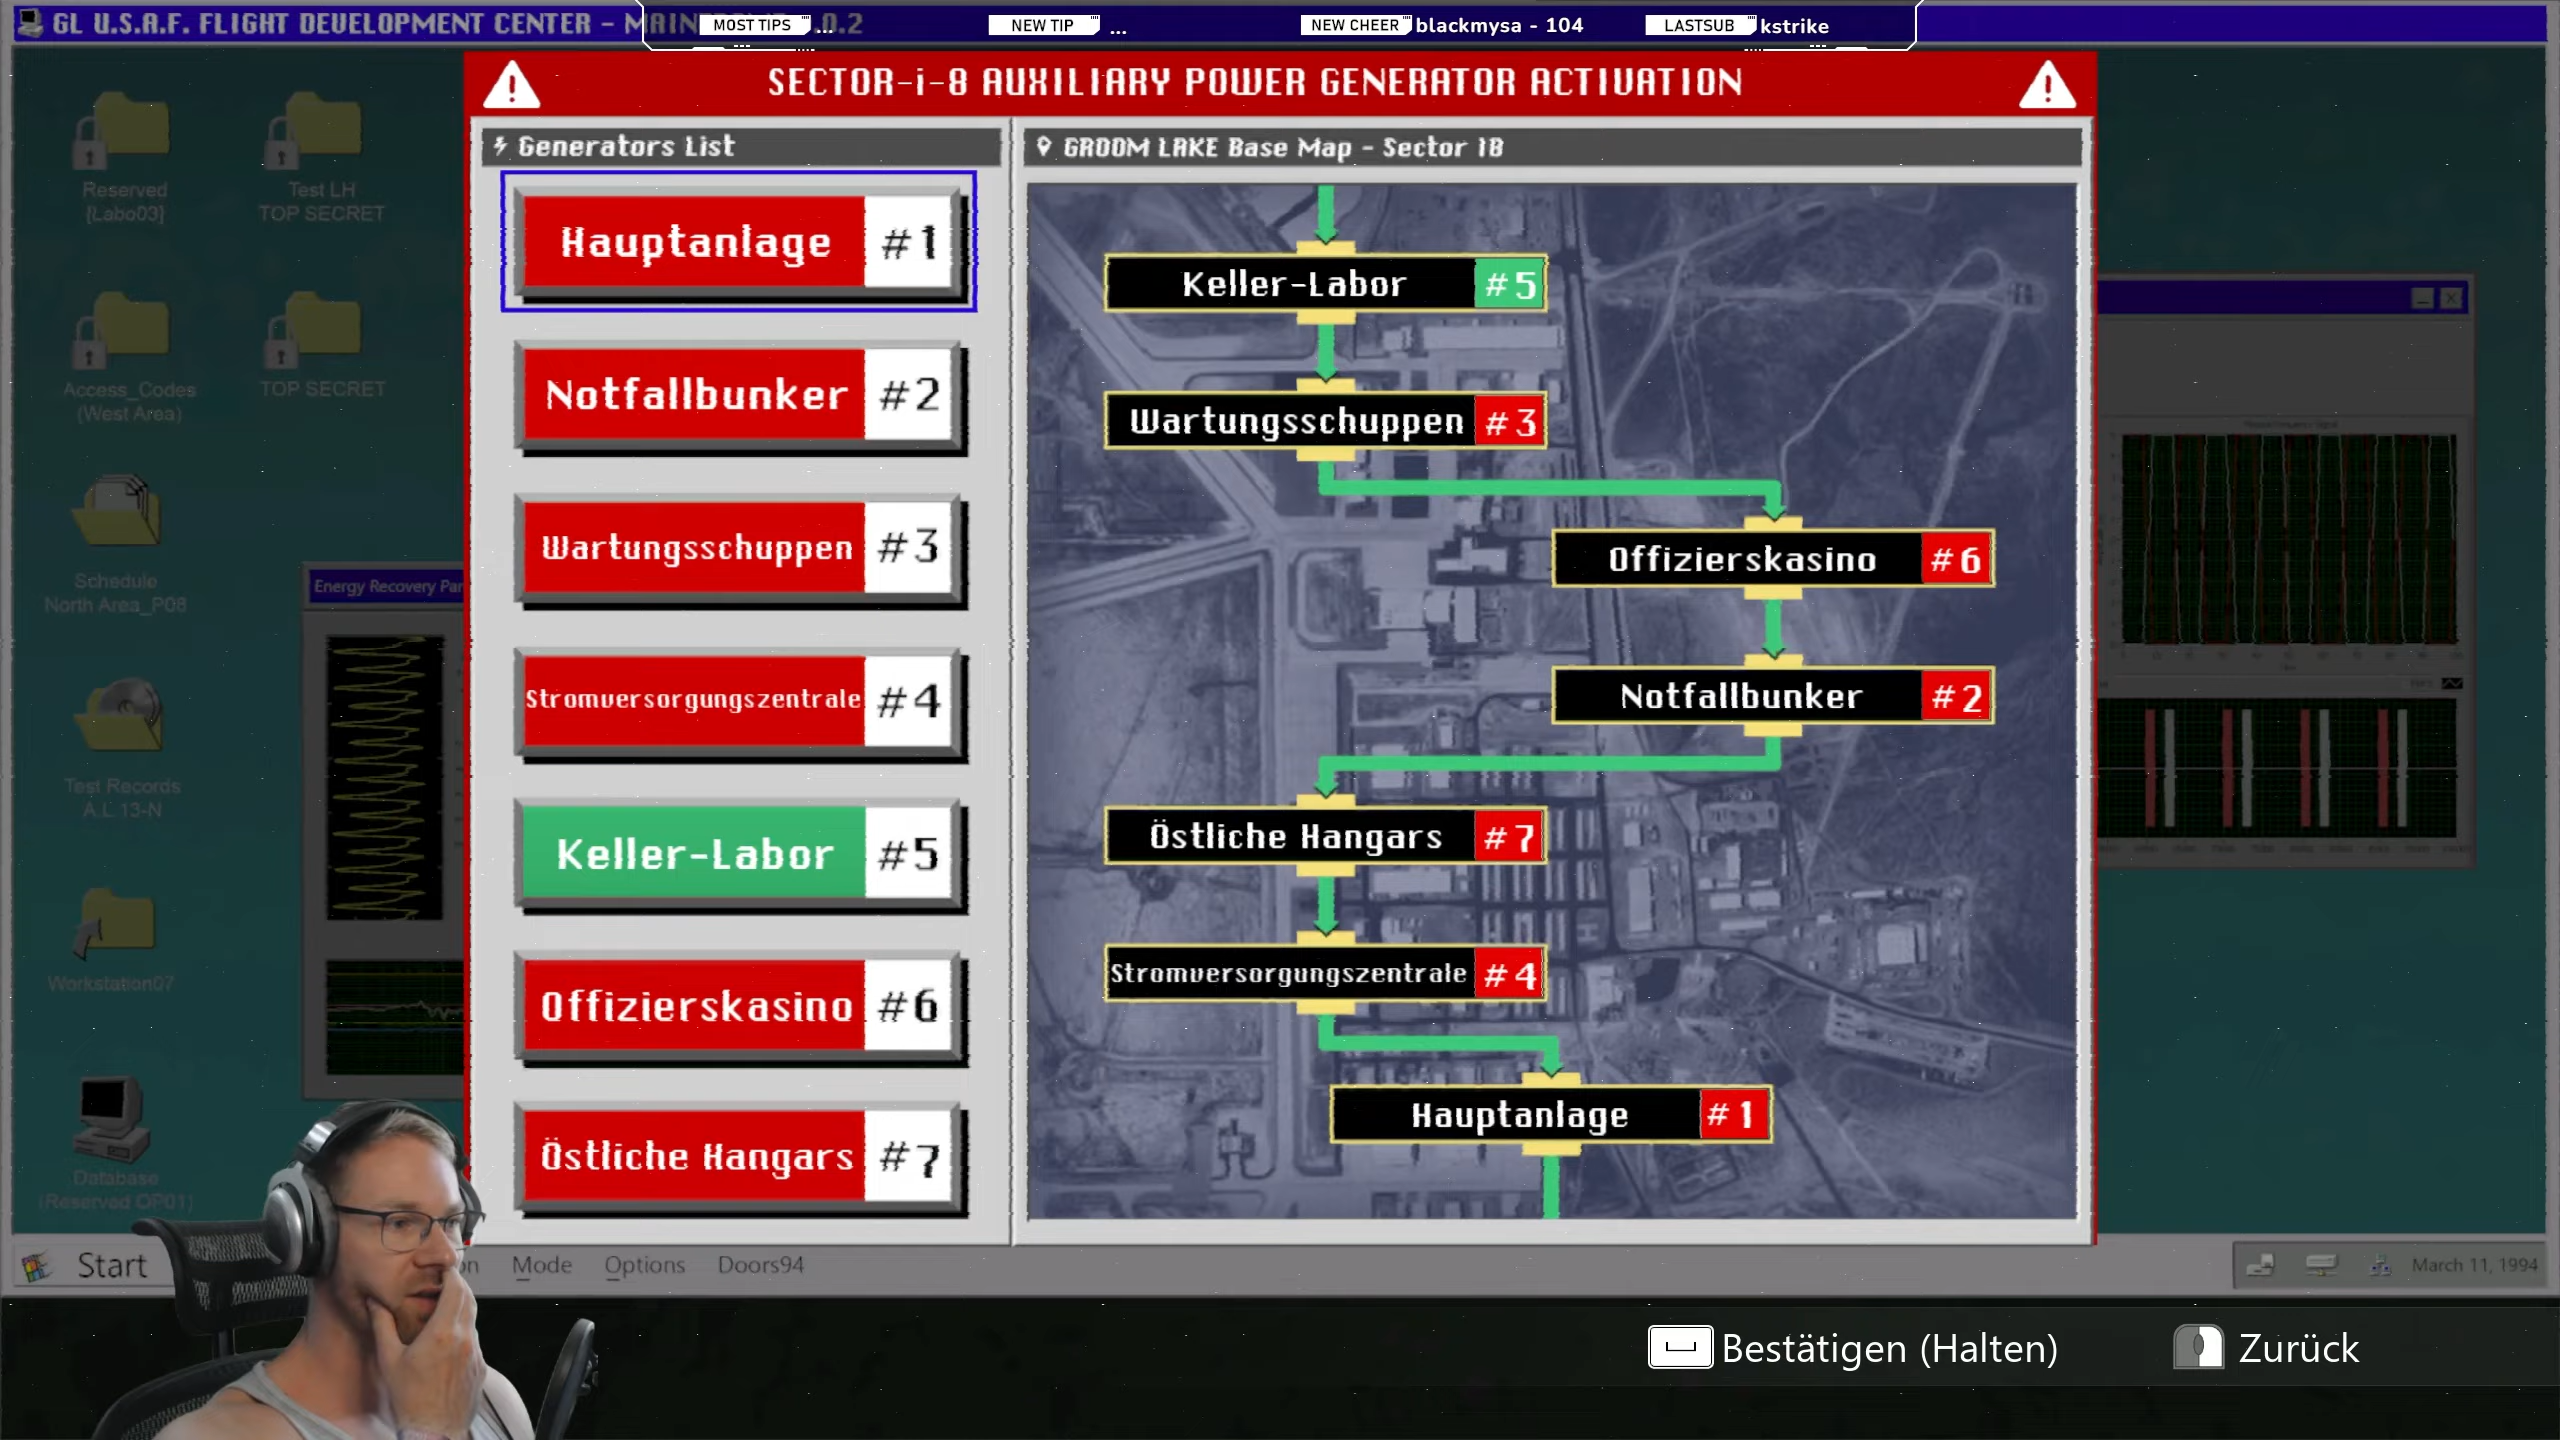 GL U.S.A.F. FLIGHT DEVELOPMENT CENTER -
MOST TIPS ...
NEW TIP ...
NEW CHEER blackmysa - 104
LASTSUB kstrike
SECTOR-i-8 AUXILIARY POWER GENERATOR ACTIVATION
Generators List
GROOM LAKE Base Map - Sector 1B
Hauptanlage #1
Notfallbunker #2
Wartungsschuppen #3
Stromversorgungszentrale #4
Keller-Labor #5
Offizierskasino #6
Östliche Hangars #7
Keller-Labor #5
Wartungsschuppen #3
Offizierskasino #6
Notfallbunker #2
Östliche Hangars #7
Stromversorgungszentrale #4
Hauptanlage #1
Reserved
[Labo03]
Test LH
TOP SECRET
Access_Codes
(West Area)
TOP SECRET
Schedule
North Area_P08
Energy Recovery
Test Records
A.L.13-N
Workstation07
Database
(Reserved OP01)
Start
Mode
Options
Doors94
March 11, 1994
Bestätigen (Halten)
Zurück